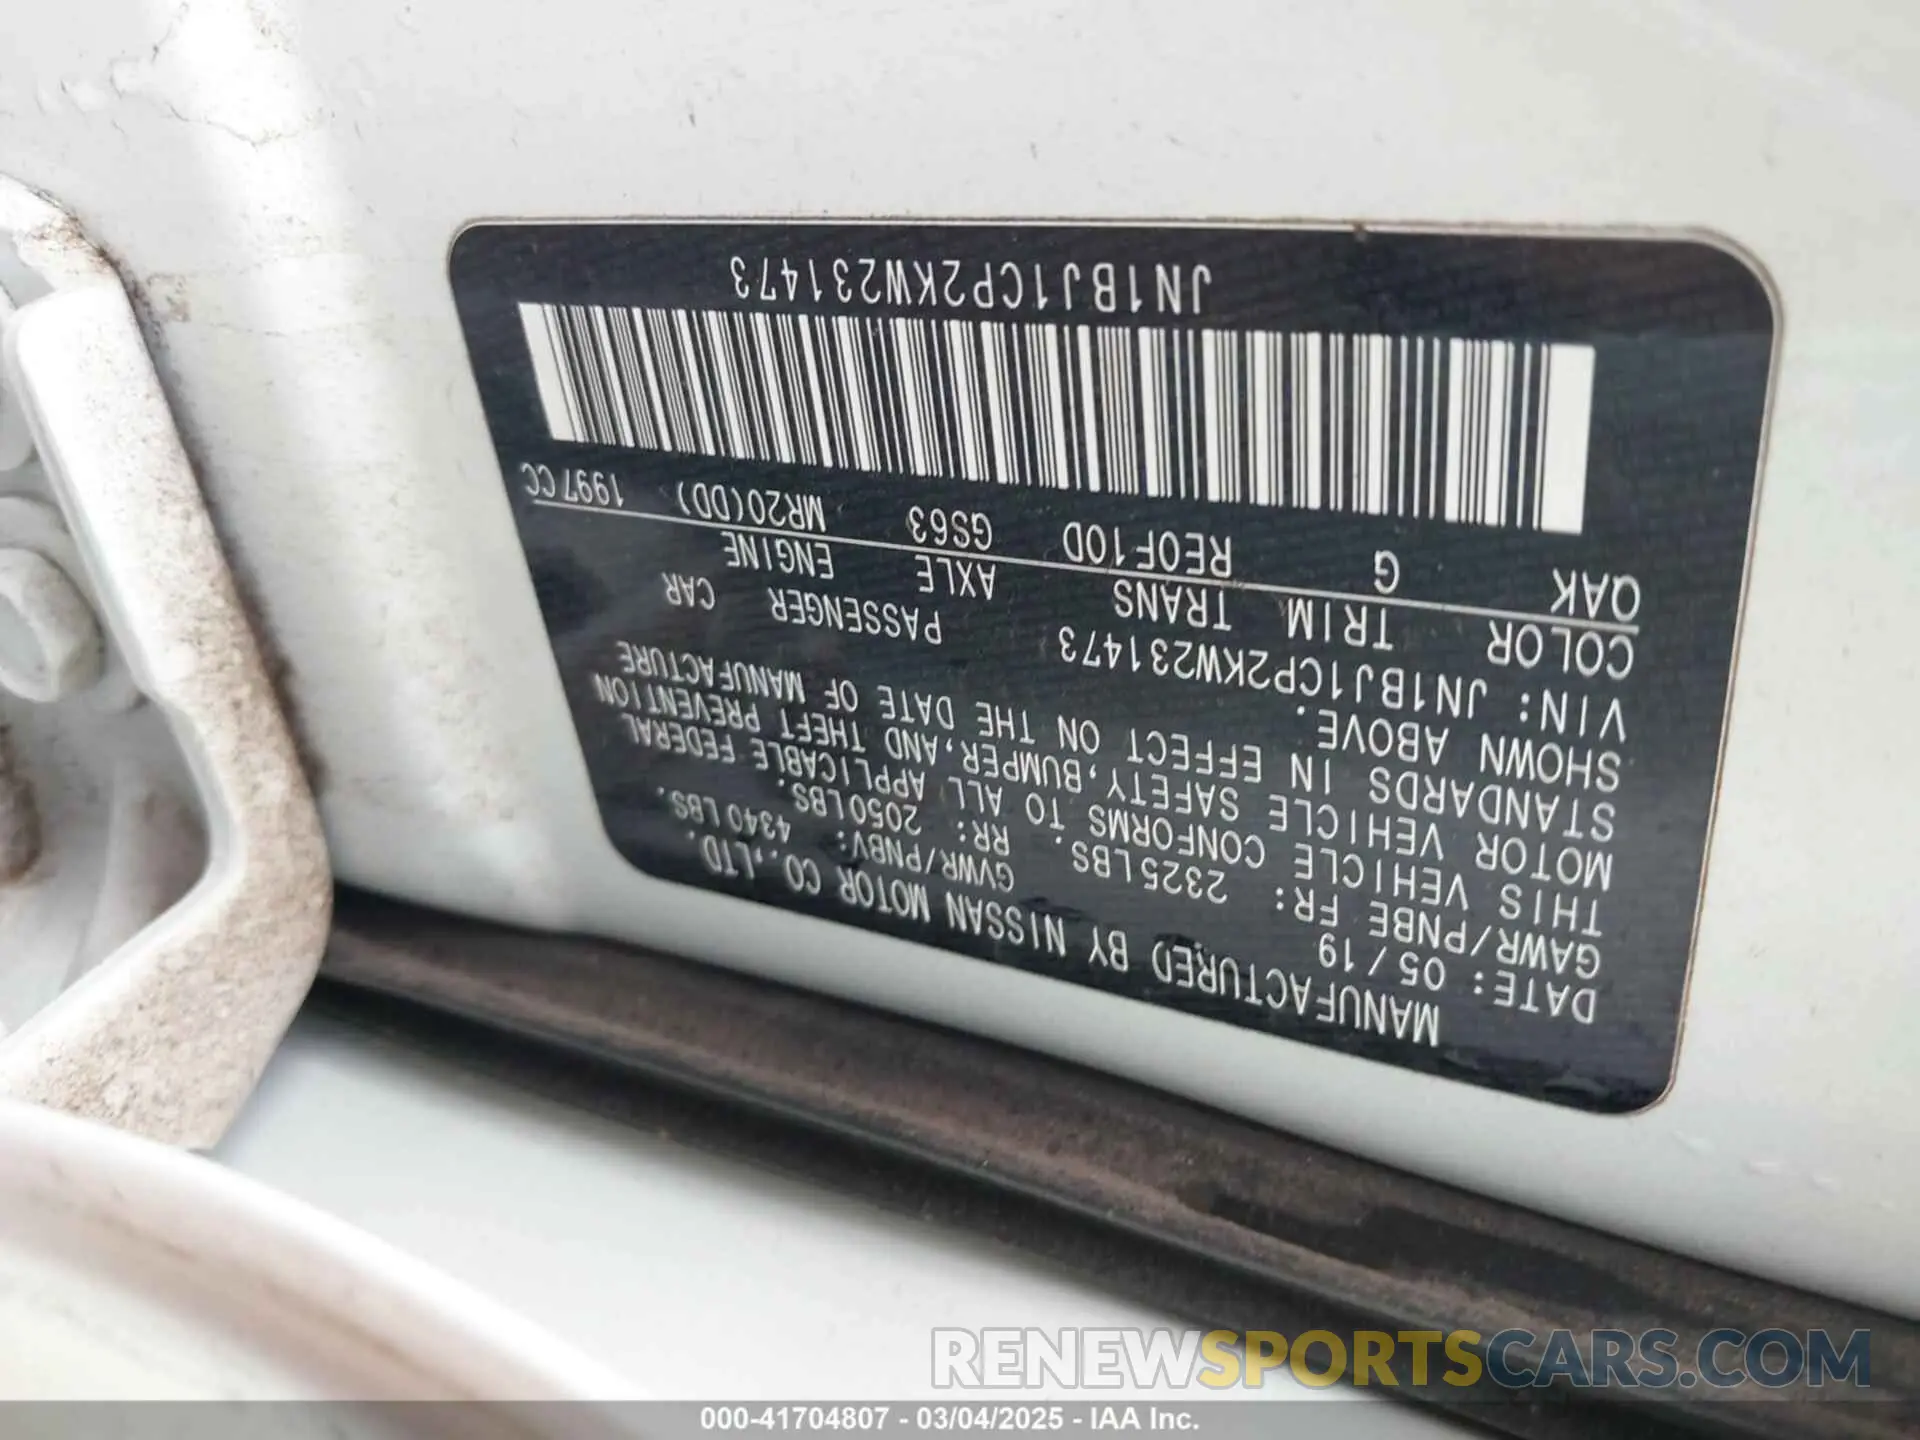 MANUFACTURED BY NISSAN MOTOR CO.,LTD.
DATE: 05/19
GAWR/PNBE FR: 2325LBS. GVWR/PNBV: 4340LBS.
RR: 2050LBS.
THIS VEHICLE CONFORMS TO ALL APPLICABLE FEDERAL
MOTOR VEHICLE SAFETY,BUMPER,AND THEFT PREVENTION
STANDARDS IN EFFECT ON THE DATE OF MANUFACTURE
SHOWN ABOVE.
VIN: JN1BJ1CP2KW231473 PASSENGER CAR
COLOR TRIM TRANS AXLE ENGINE
QAK G RE0F10D GS63 MR20(DD) 1997CC
JN1BJ1CP2KW231473
RENEWSPORTSCARS.COM
000-41704807 - 03/04/2025 - IAA Inc.